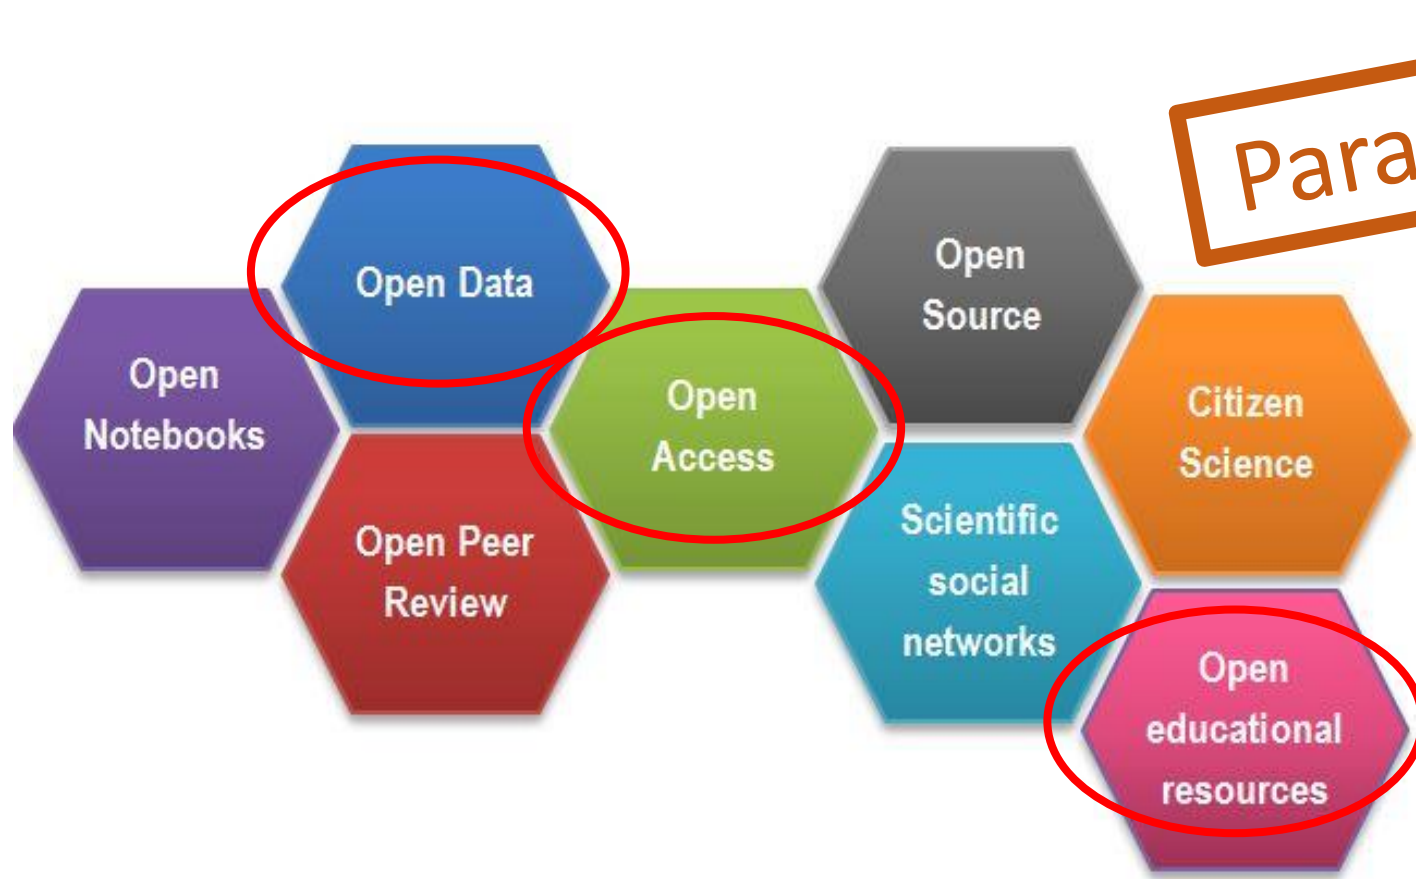 Para
Open Data
Open
Source
Open
Notebooks
Open
Access
Citizen
Science
Open Peer
Review
Scientific
social
networks
Open
educational
resources